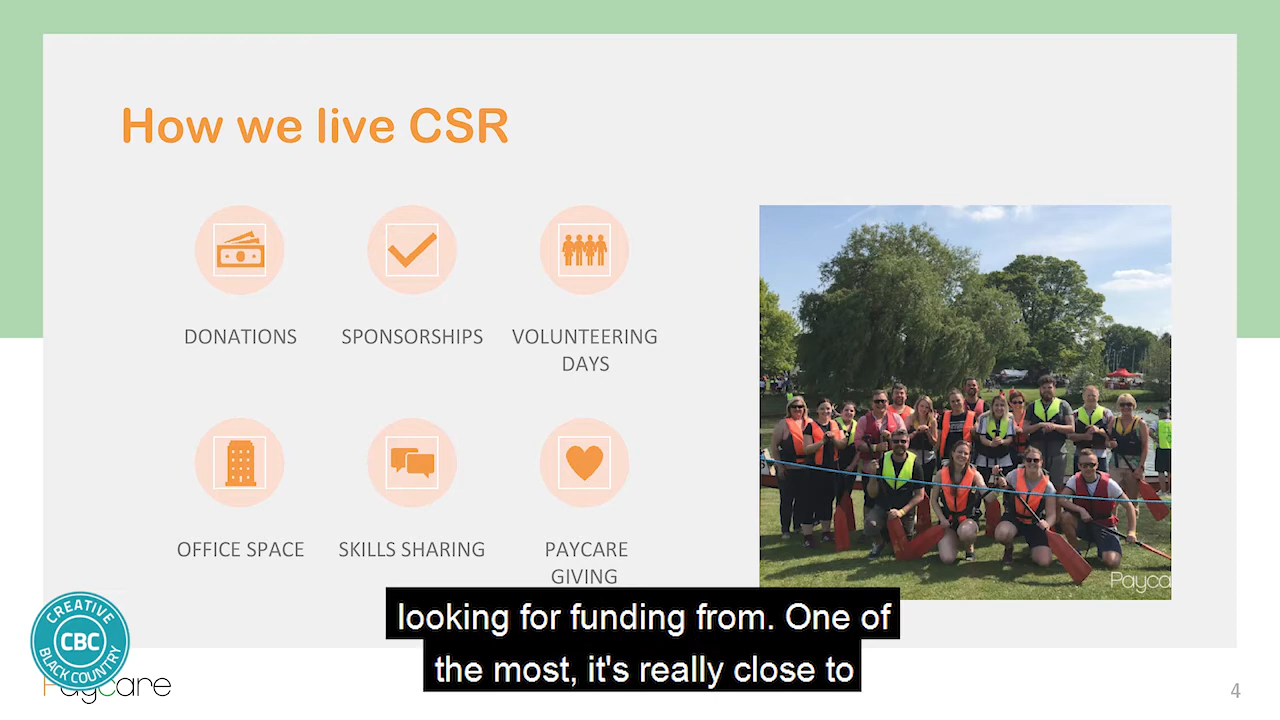 How we live CSR
DONATIONS
SPONSORSHIPS
VOLUNTEERING
DAYS
OFFICE SPACE
SKILLS SHARING
PAYCARE
GIVING
Payca
looking for funding from. One of
the most, it's really close to
CREATIVE
CBC
BLACK COUNTRY
Paycare
4